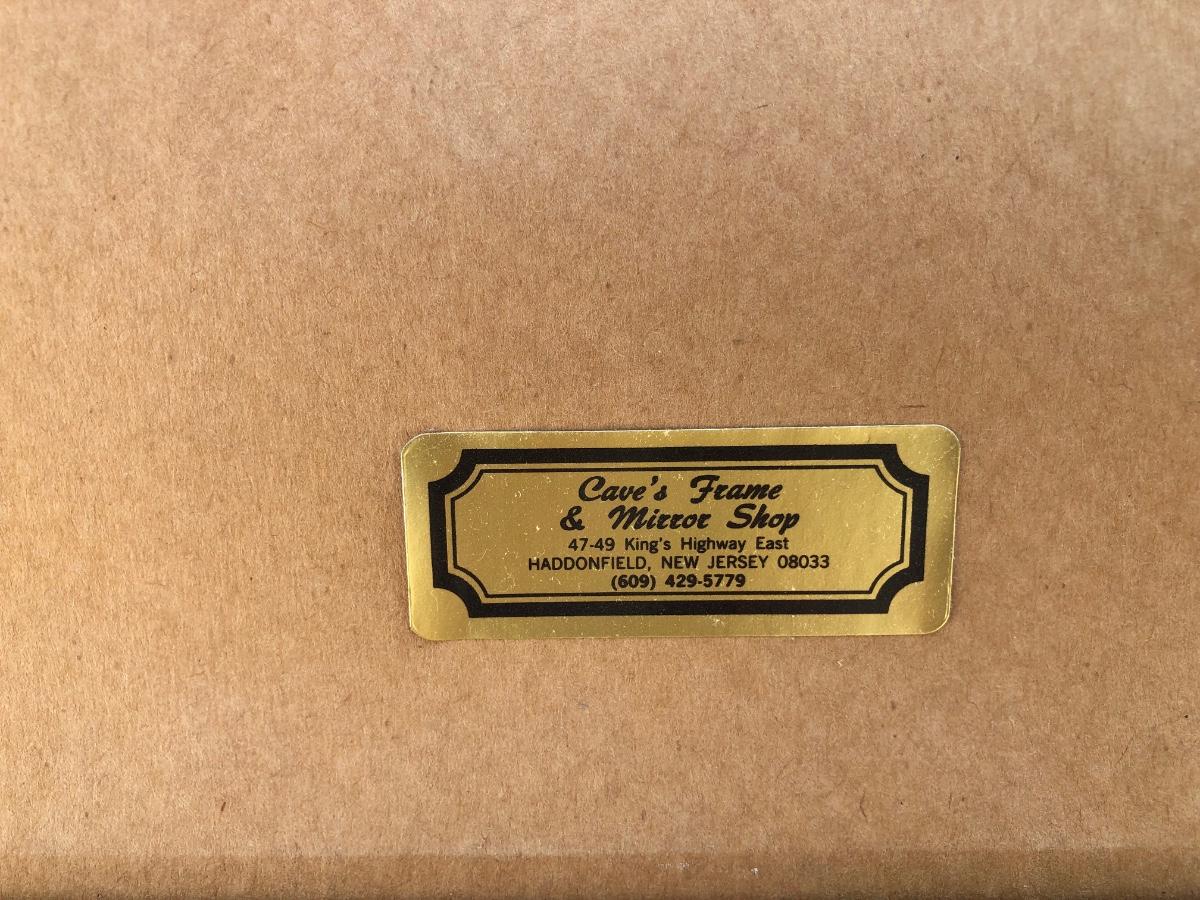 Cave's Frame
& Mirror Shop
47-49 King's Highway East
HADDONFIELD, NEW JERSEY 08033
(609) 429-5779